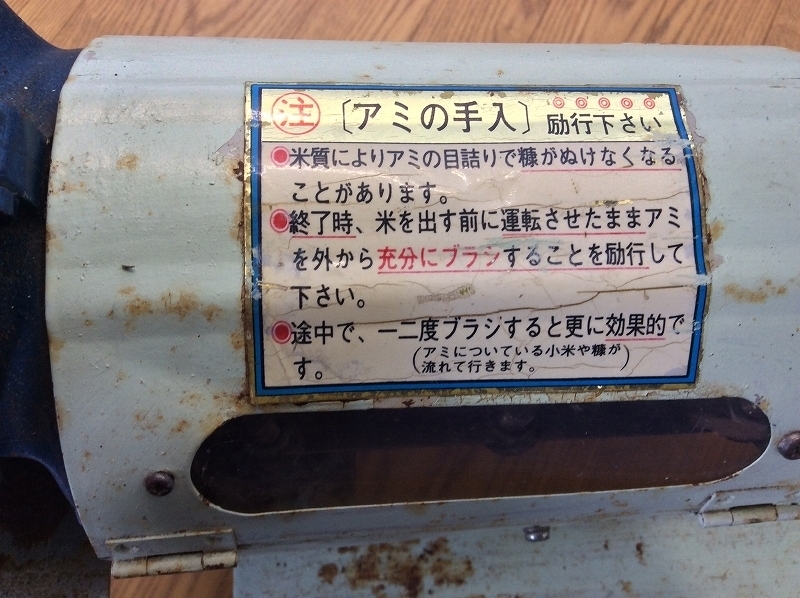 注 〔アミの手入〕 励行下さい
●米質によりアミの目詰りで糠がぬけなくなる
ことがあります。
●終了時、米を出す前に運転させたままアミ
を外から充分にブラシすることを励行して
下さい。
●途中で、一二度ブラシすると更に効果的で
す。
(アミについている小米や糠が
流れて行きます。)